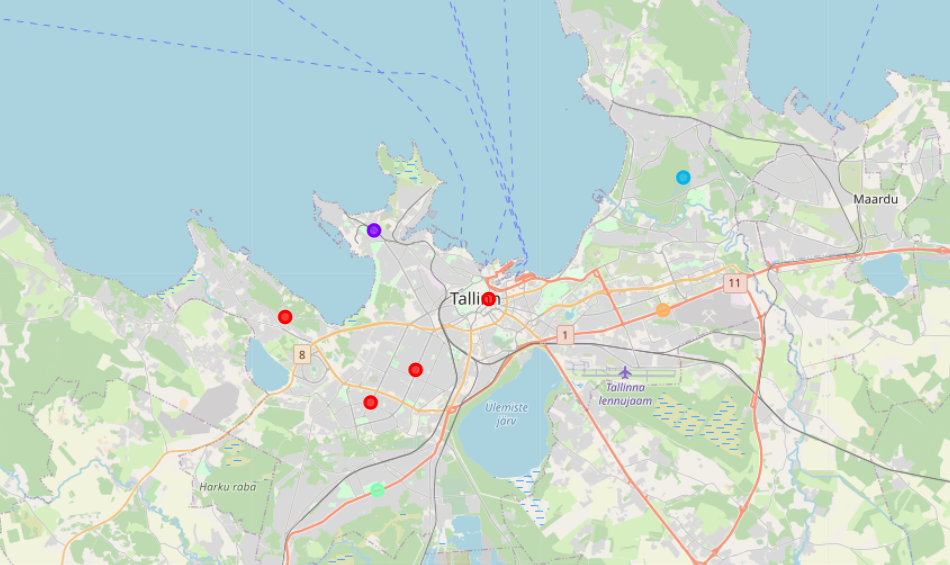 Maardu
11
Tallinn
1
8
Tallinna
lennujaam
Ülemiste
järv
Harku raba